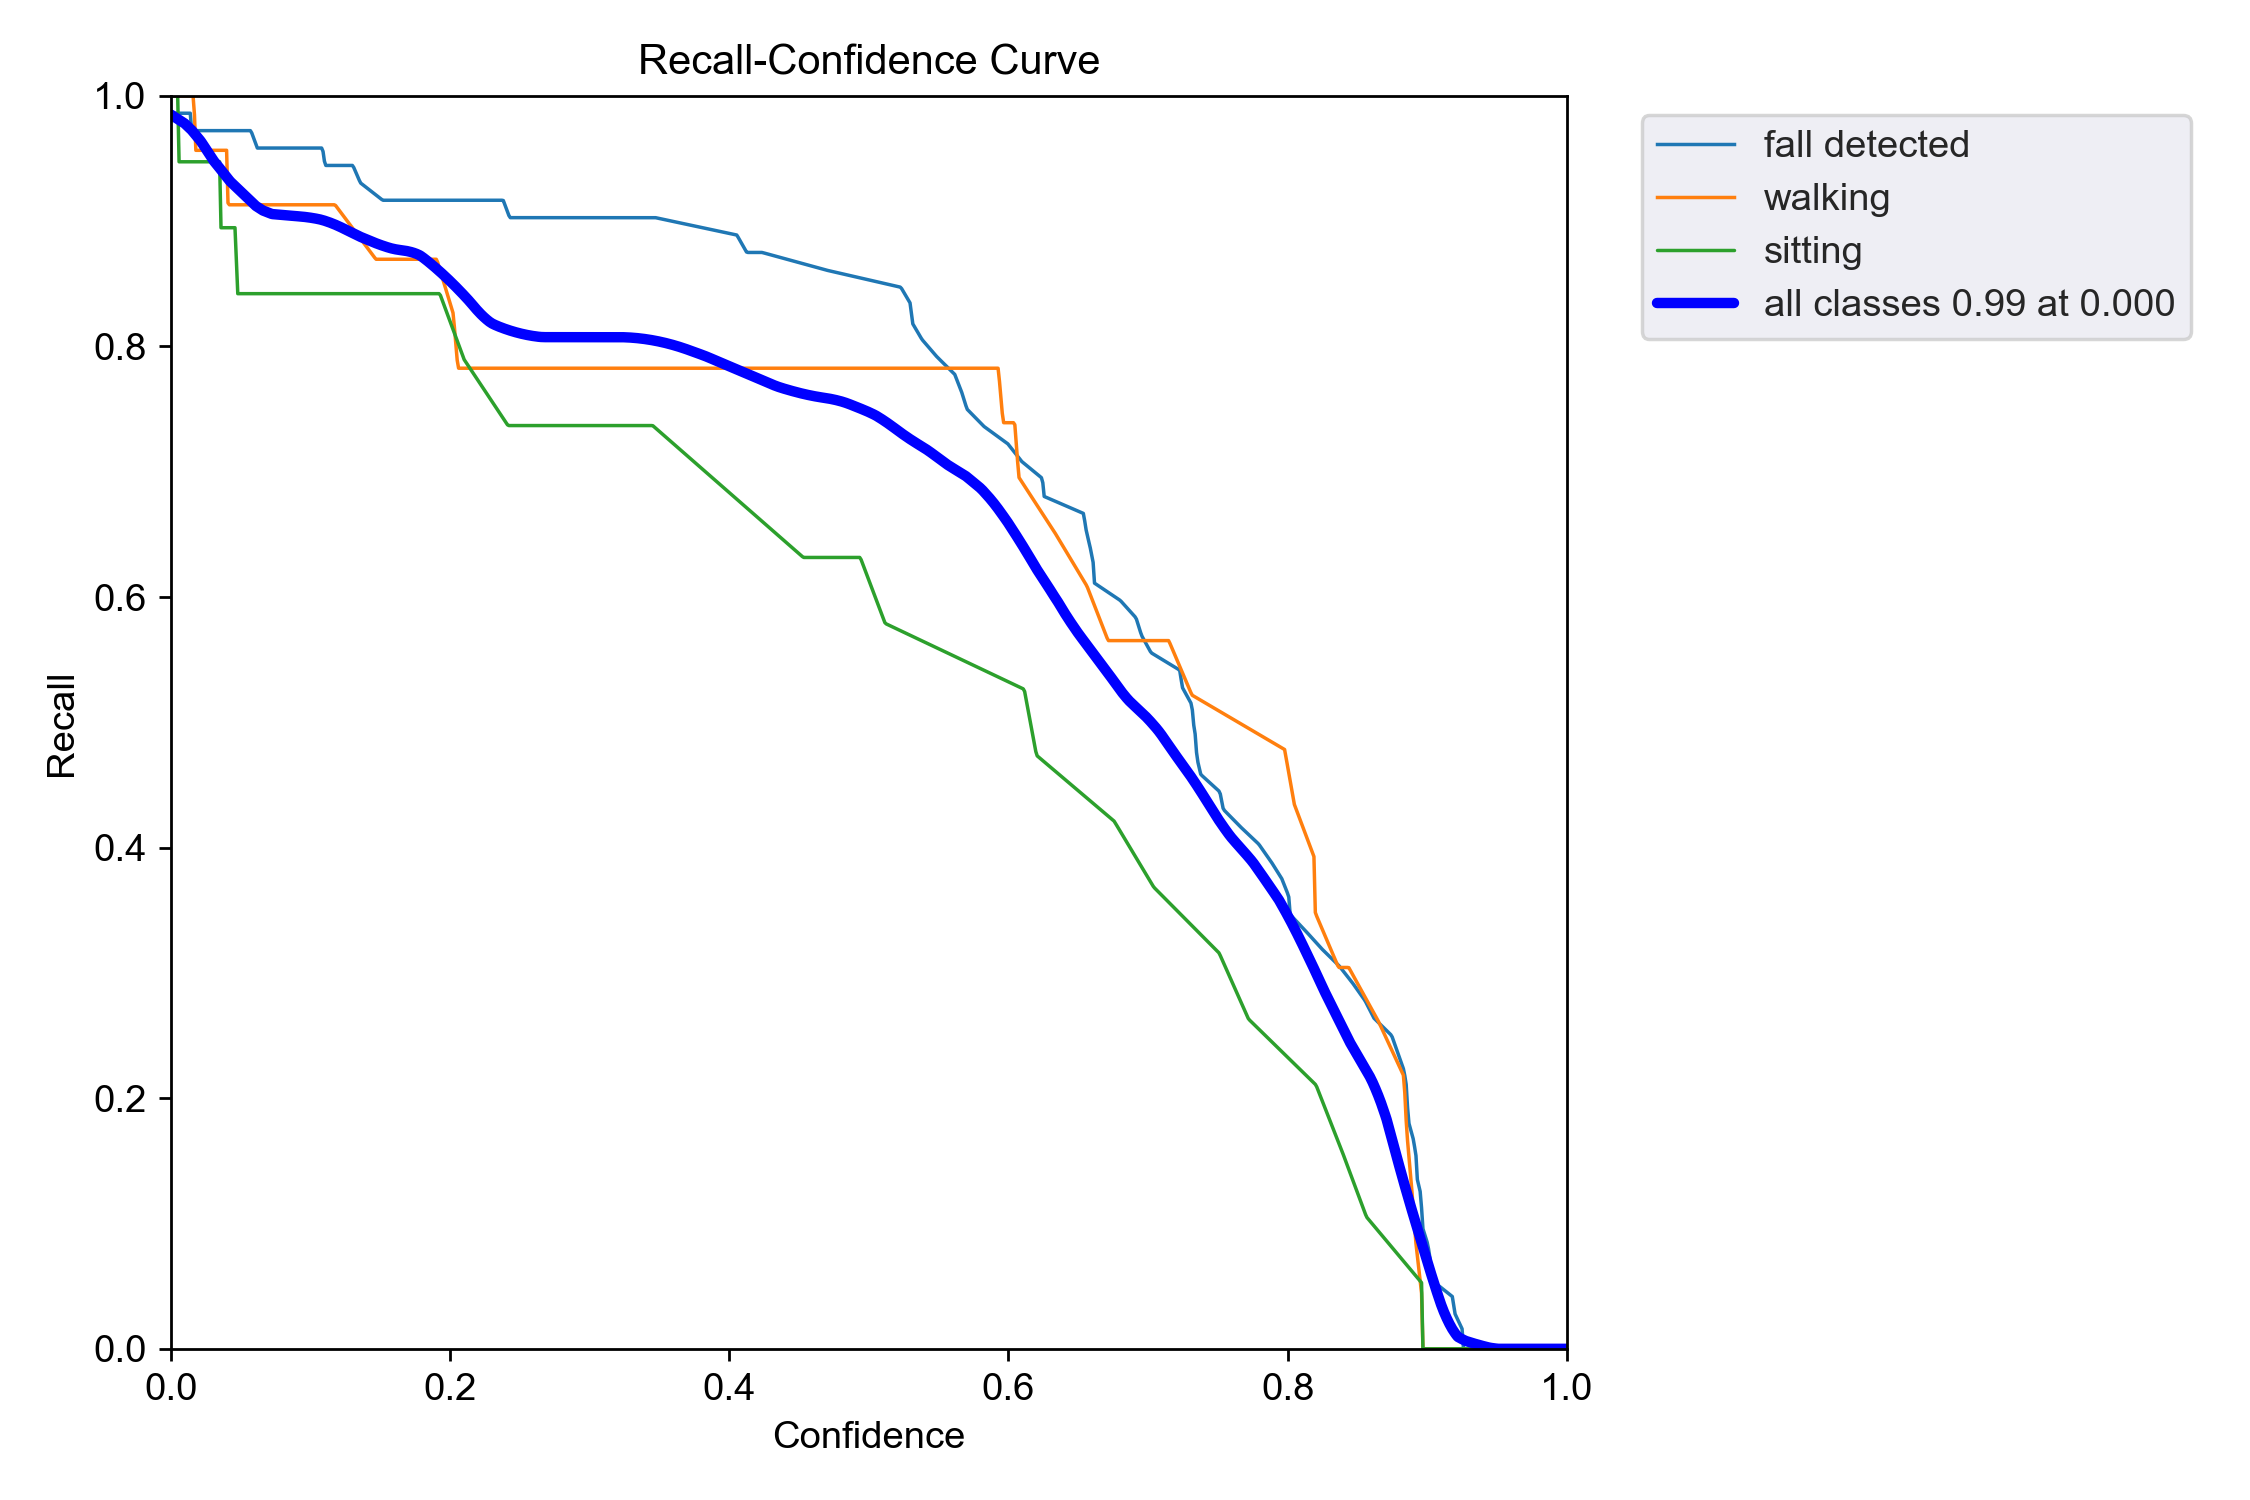 Recall-Confidence Curve
1.0
0.8
0.6
0.4
0.2
0.0
Recall
0.0 0.2 0.4 0.6 0.8 1.0
Confidence
fall detected
walking
sitting
all classes 0.99 at 0.000